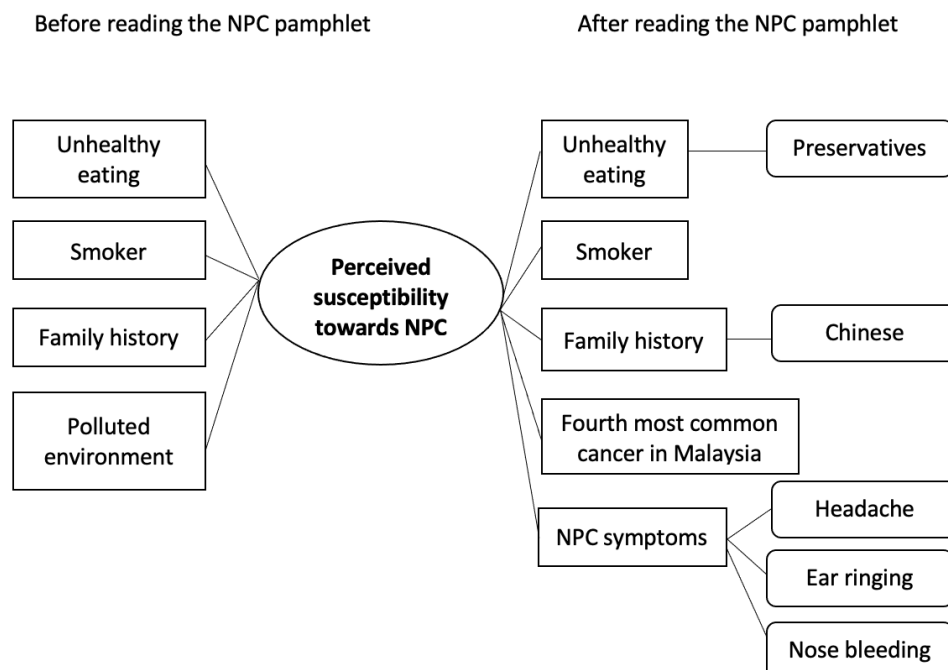 Before reading the NPC pamphlet
After reading the NPC pamphlet
Unhealthy
eating
Smoker
Family history
Polluted
environment
Perceived
susceptibility
towards NPC
Unhealthy
eating
Preservatives
Smoker
Family history
Chinese
Fourth most common
cancer in Malaysia
NPC symptoms
Headache
Ear ringing
Nose bleeding